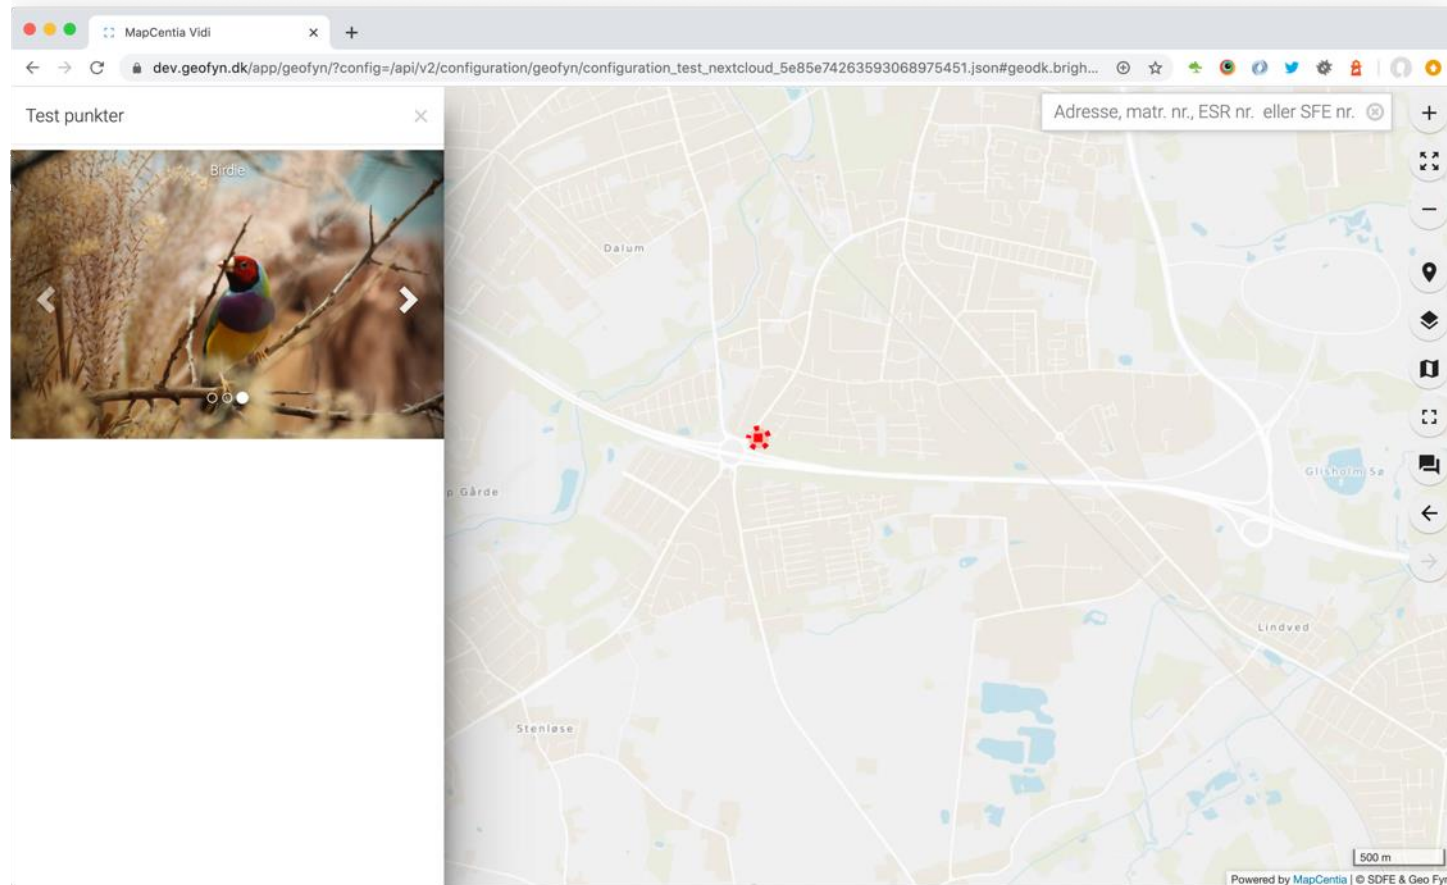 MapCentia Vidi
dev.geofyn.dk/app/geofyn/?config=/api/v2/configuration/geofyn/configuration_test_nextcloud_5e85e74263593068975451.json#geodk.brigh...
Test punkter
Adresse, matr. nr., ESR nr. eller SFE nr.
Birdie
Dalum
Glisholm Sø
p Gårde
Lindved
Stenløse
500 m
Powered by MapCentia | © SDFE & Geo Fyn